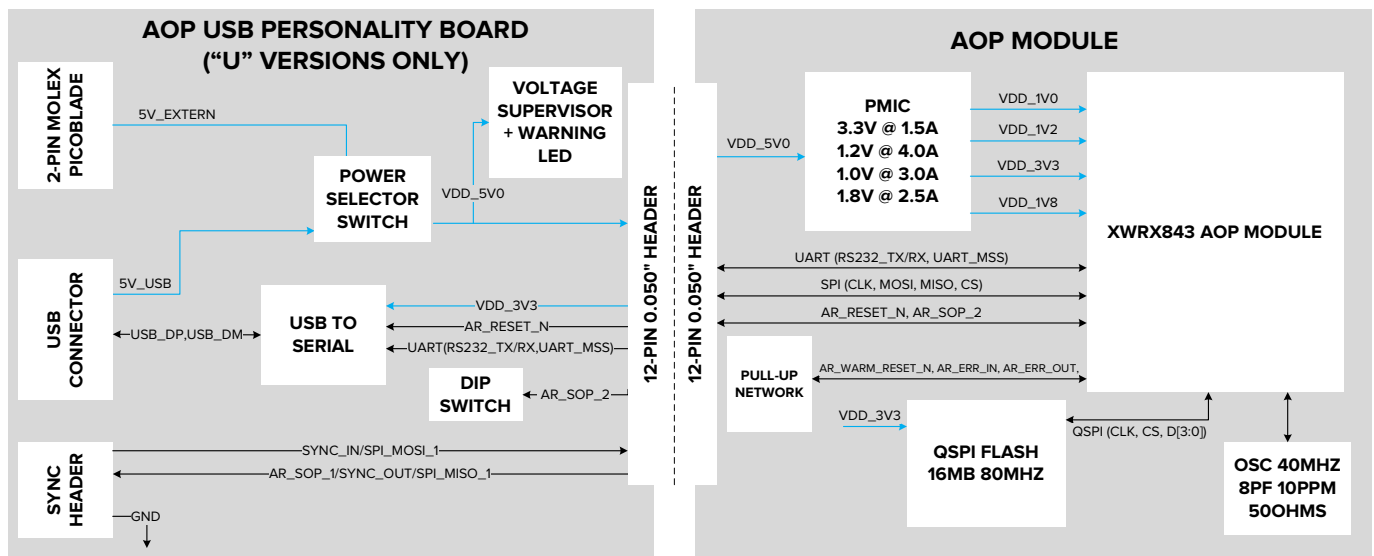 AOP USB PERSONALITY BOARD
(“U” VERSIONS ONLY)
2-PIN MOLEX
PICOBLADE
5V_EXTERN
VOLTAGE
SUPERVISOR
+ WARNING
LED
POWER
SELECTOR
SWITCH
VDD_5V0
USB
CONNECTOR
5V_USB
USB_DP,USB_DM
USB TO
SERIAL
VDD_3V3
AR_RESET_N
UART(RS232_TX/RX,UART_MSS)
DIP
SWITCH
AR_SOP_2
SYNC
HEADER
SYNC_IN/SPI_MOSI_1
AR_SOP_1/SYNC_OUT/SPI_MISO_1
GND
12-PIN 0.050" HEADER
12-PIN 0.050" HEADER
AOP MODULE
VDD_5V0
PMIC
3.3V @ 1.5A
1.2V @ 4.0A
1.0V @ 3.0A
1.8V @ 2.5A
VDD_1V0
VDD_1V2
VDD_3V3
VDD_1V8
XWRX843 AOP MODULE
UART (RS232_TX/RX, UART_MSS)
SPI (CLK, MOSI, MISO, CS)
AR_RESET_N, AR_SOP_2
PULL-UP
NETWORK
AR_WARM_RESET_N, AR_ERR_IN, AR_ERR_OUT,
VDD_3V3
QSPI FLASH
16MB 80MHZ
QSPI (CLK, CS, D[3:0])
OSC 40MHZ
8PF 10PPM
50OHMS